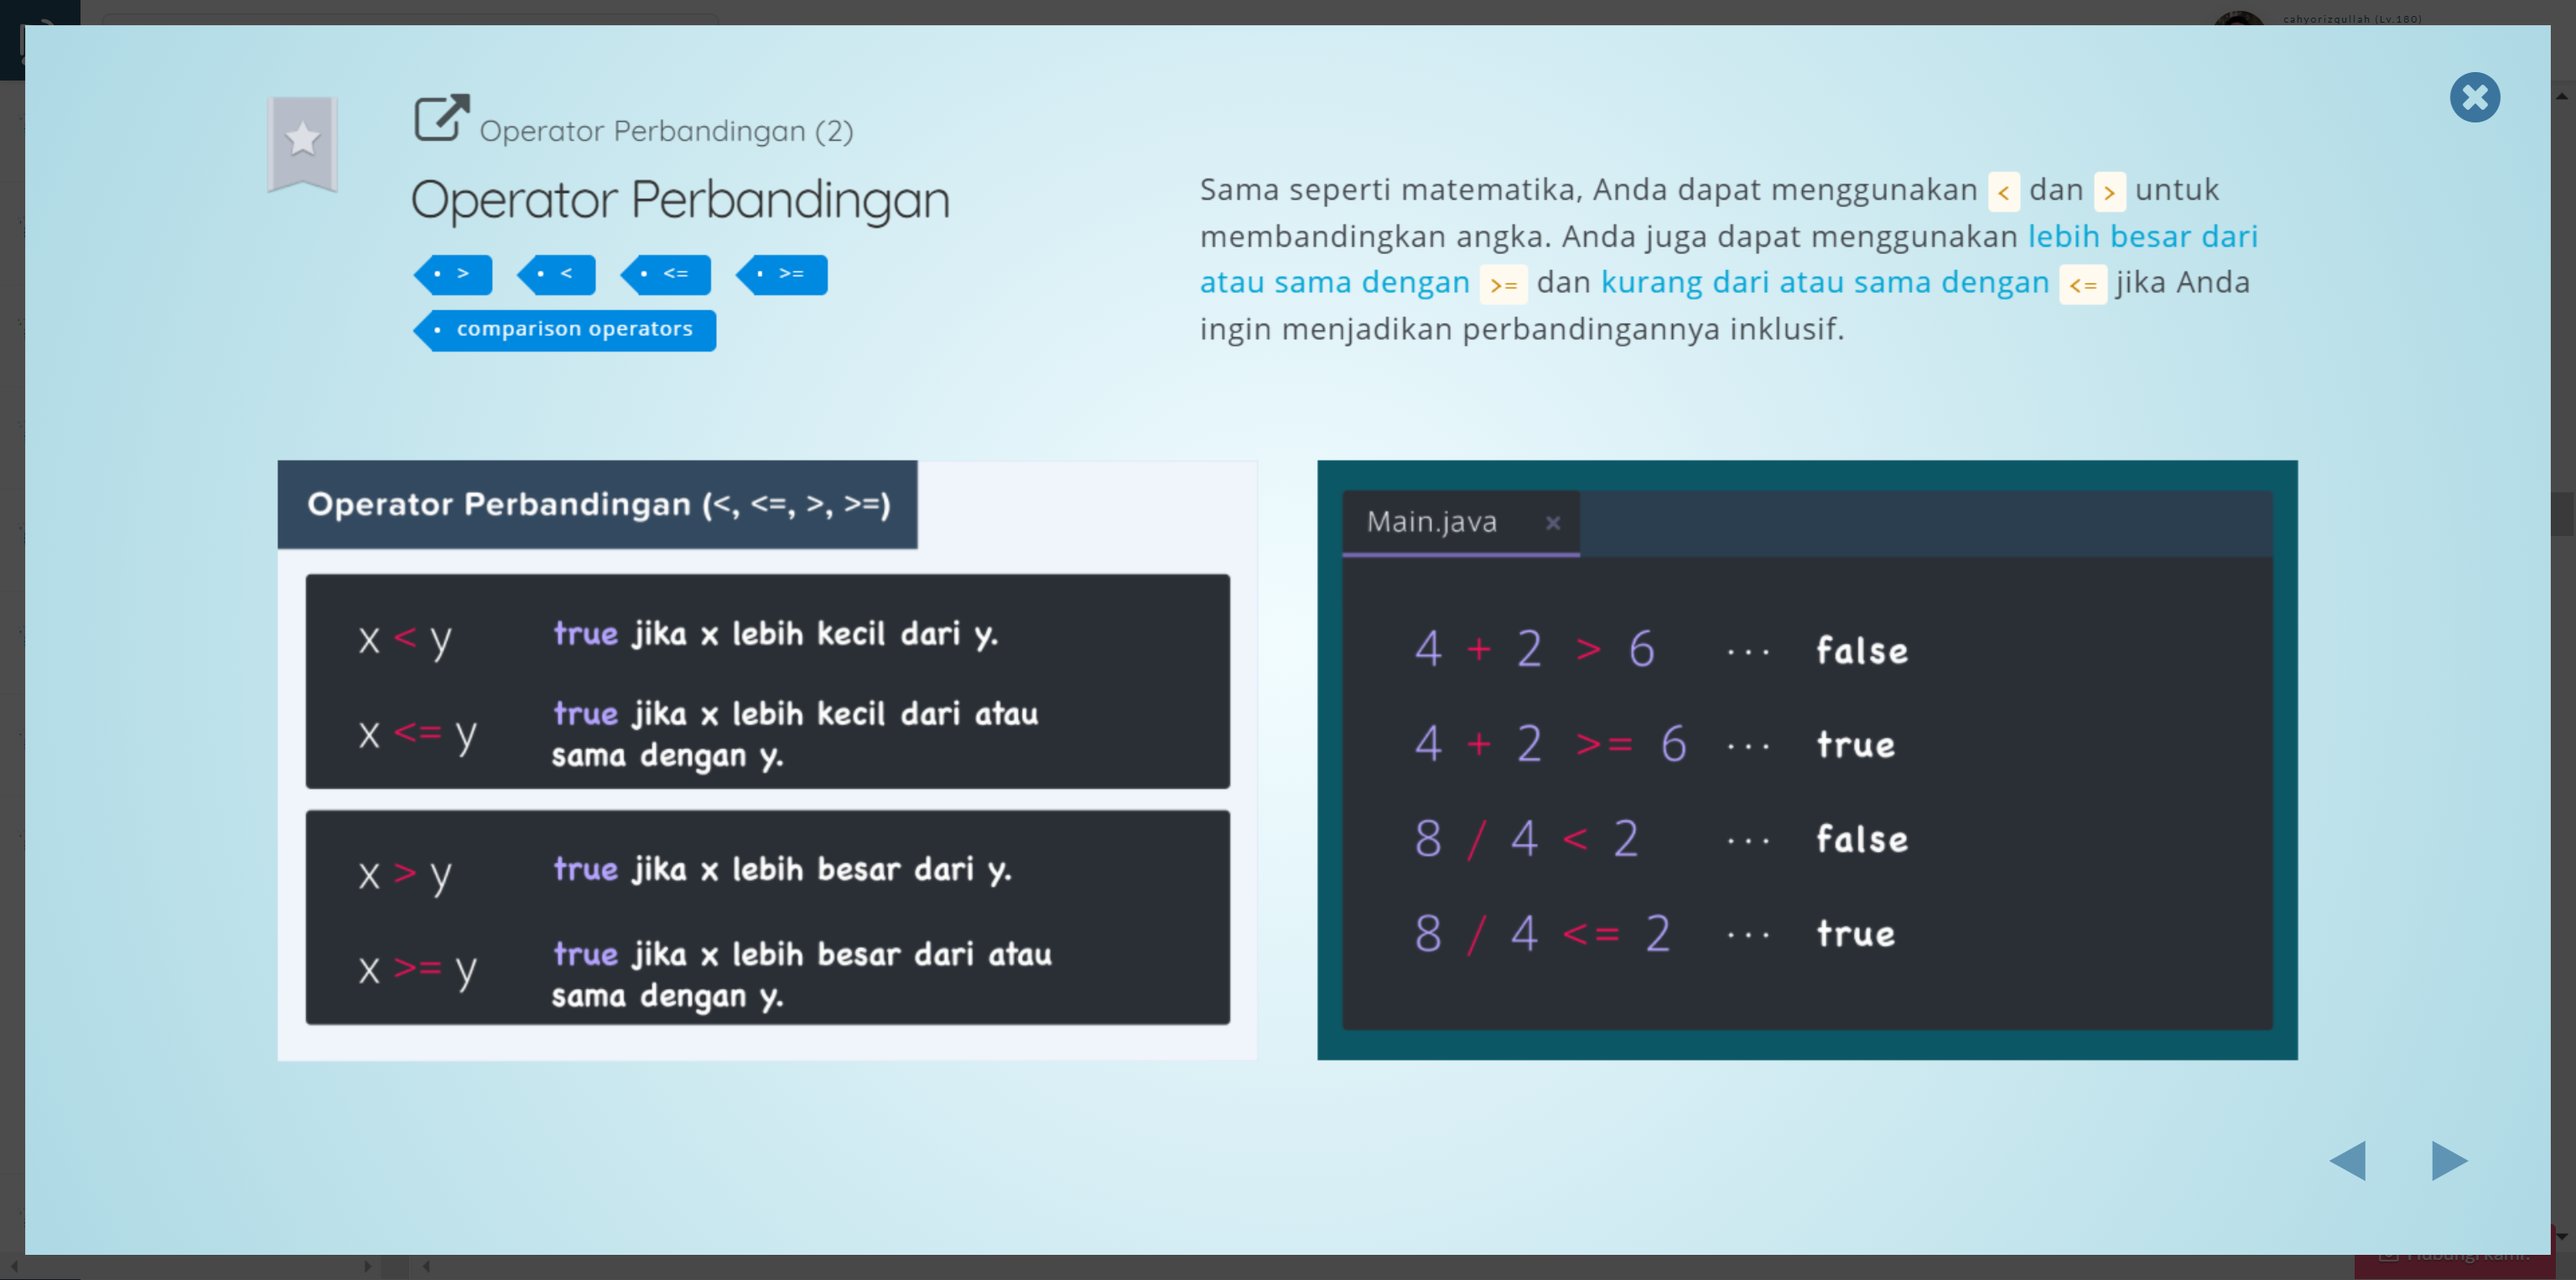 cahyorizqullah (Lv.180)
Operator Perbandingan (2)
Operator Perbandingan
• >
• <
• <=
• >=
• comparison operators
Sama seperti matematika, Anda dapat menggunakan < dan > untuk
membandingkan angka. Anda juga dapat menggunakan lebih besar dari
atau sama dengan >= dan kurang dari atau sama dengan <= jika Anda
ingin menjadikan perbandingannya inklusif.
Operator Perbandingan (<, <=, >, >=)
x < y true jika x lebih kecil dari y.
x <= y true jika x lebih kecil dari atau
sama dengan y.
x > y true jika x lebih besar dari y.
x >= y true jika x lebih besar dari atau
sama dengan y.
Main.java ×
4 + 2 > 6 ... false
4 + 2 >= 6 ... true
8 / 4 < 2 ... false
8 / 4 <= 2 ... true